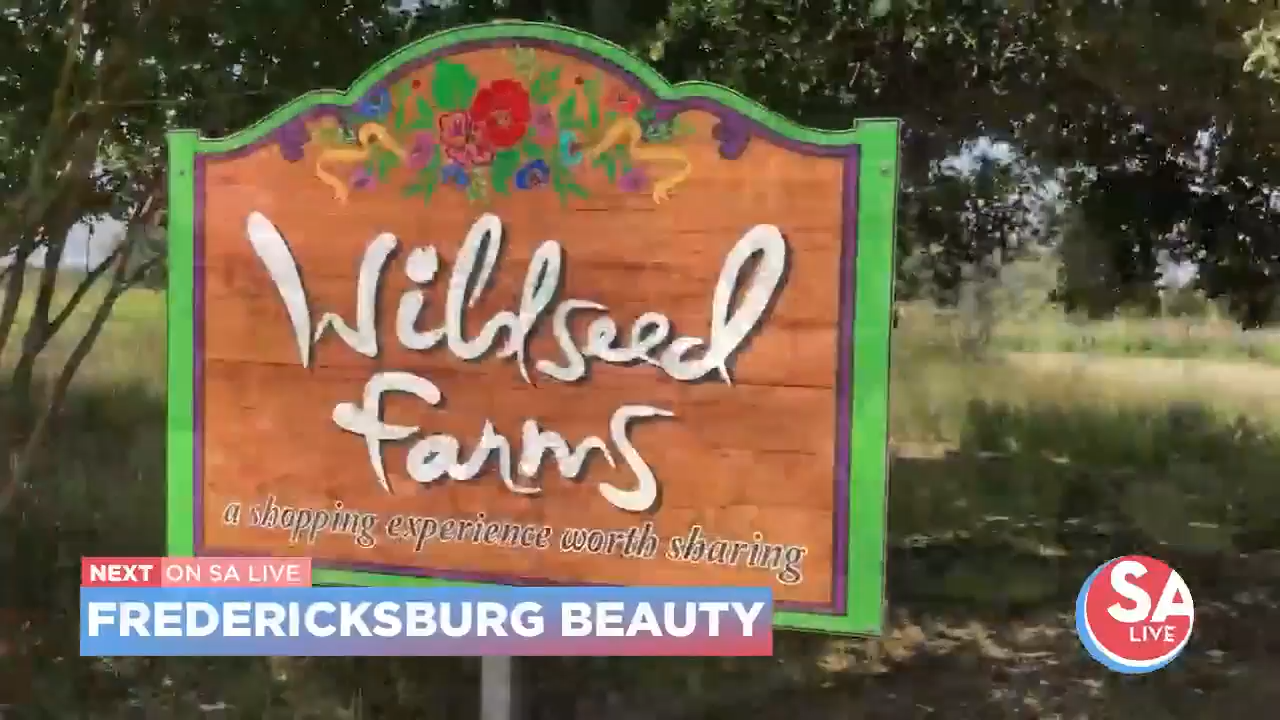 Wildseed
Farms
a shopping experience worth sharing
NEXT ON SA LIVE
FREDERICKSBURG BEAUTY
SA
LIVE